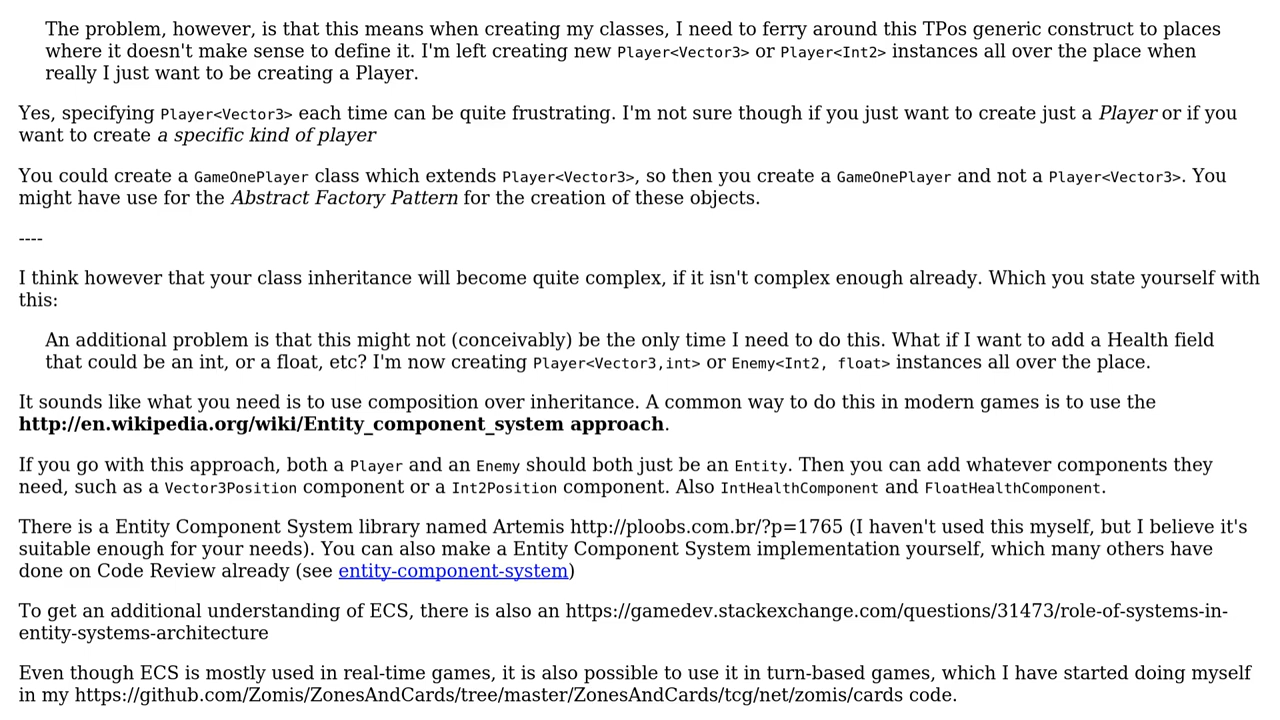 The problem, however, is that this means when creating my classes, I need to ferry around this TPos generic construct to places
where it doesn't make sense to define it. I'm left creating new Player<Vector3> or Player<Int2> instances all over the place when
really I just want to be creating a Player.
Yes, specifying Player<Vector3> each time can be quite frustrating. I'm not sure though if you just want to create just a Player or if you
want to create a specific kind of player
You could create a GameOnePlayer class which extends Player<Vector3>, so then you create a GameOnePlayer and not a Player<Vector3>. You
might have use for the Abstract Factory Pattern for the creation of these objects.
----
I think however that your class inheritance will become quite complex, if it isn't complex enough already. Which you state yourself with
this:
An additional problem is that this might not (conceivably) be the only time I need to do this. What if I want to add a Health field
that could be an int, or a float, etc? I'm now creating Player<Vector3,int> or Enemy<Int2, float> instances all over the place.
It sounds like what you need is to use composition over inheritance. A common way to do this in modern games is to use the
http://en.wikipedia.org/wiki/Entity_component_system approach.
If you go with this approach, both a Player and an Enemy should both just be an Entity. Then you can add whatever components they
need, such as a Vector3Position component or a Int2Position component. Also IntHealthComponent and FloatHealthComponent.
There is a Entity Component System library named Artemis http://ploobs.com.br/?p=1765 (I haven't used this myself, but I believe it's
suitable enough for your needs). You can also make a Entity Component System implementation yourself, which many others have
done on Code Review already (see entity-component-system)
To get an additional understanding of ECS, there is also an https://gamedev.stackexchange.com/questions/31473/role-of-systems-in-
entity-systems-architecture
Even though ECS is mostly used in real-time games, it is also possible to use it in turn-based games, which I have started doing myself
in my https://github.com/Zomis/ZonesAndCards/tree/master/ZonesAndCards/tcg/net/zomis/cards code.